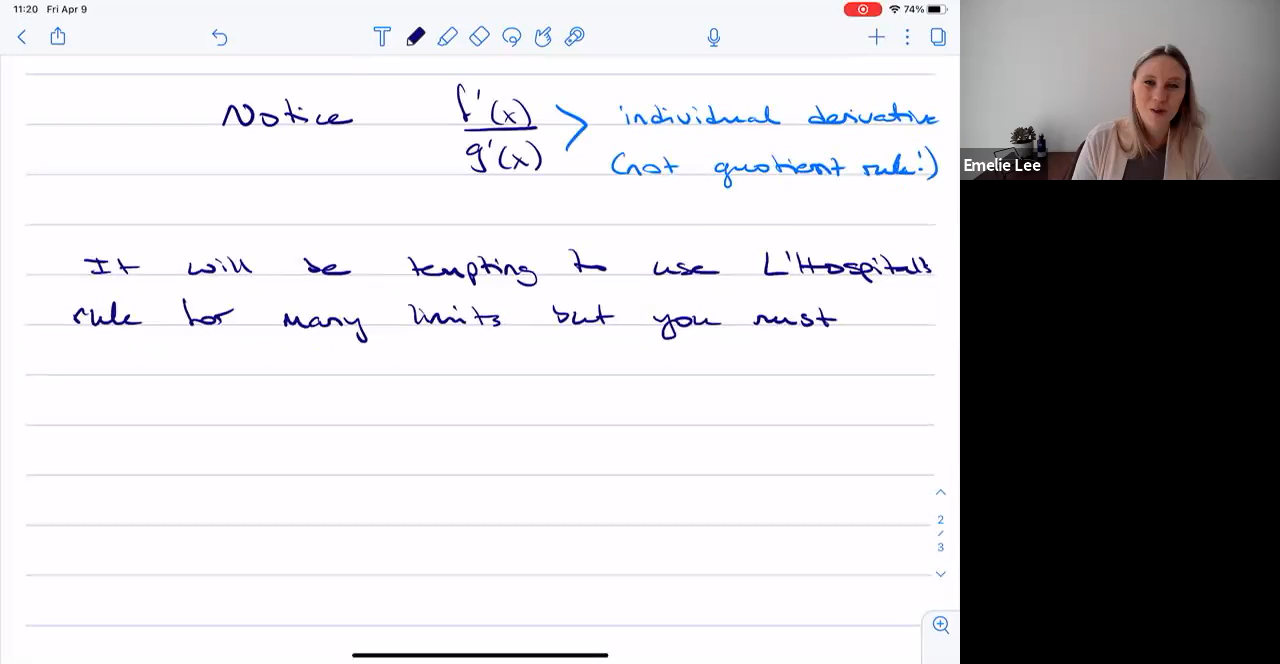 11:20 Fri Apr 9
74%
T
Notice f'(x) / g'(x) > individual derivative
(not quotient rule!)
Emelie Lee
It will be tempting to use L'Hospital's
rule for many limits but you must
2
/
3